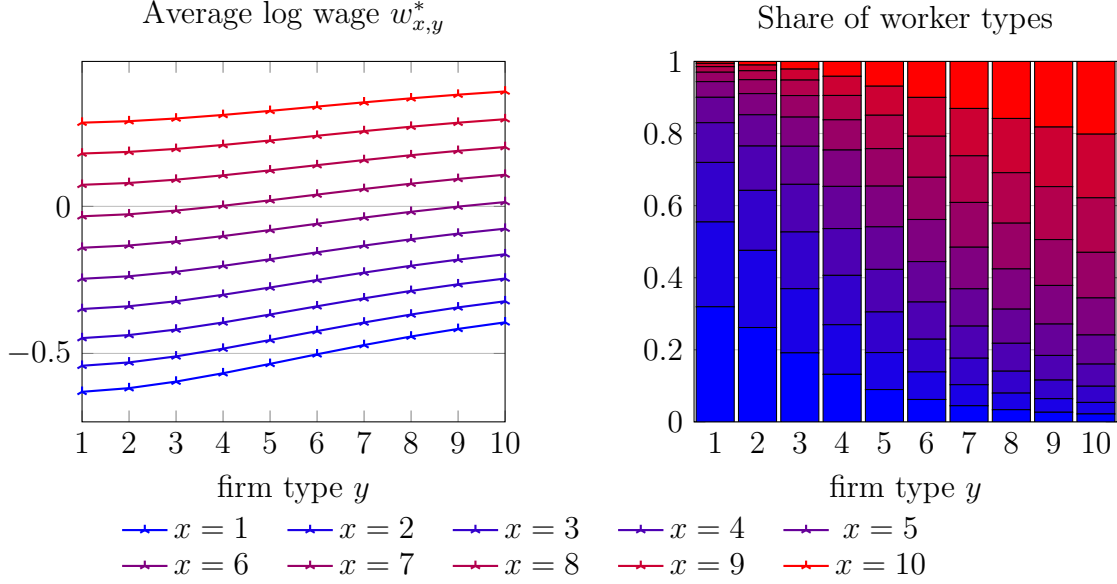 Average log wage $w^*_{x,y}$
0
−0.5
1 2 3 4 5 6 7 8 9 10
firm type y
Share of worker types
1
0.8
0.6
0.4
0.2
0
1 2 3 4 5 6 7 8 9 10
firm type y
x = 1 x = 2 x = 3 x = 4 x = 5
x = 6 x = 7 x = 8 x = 9 x = 10